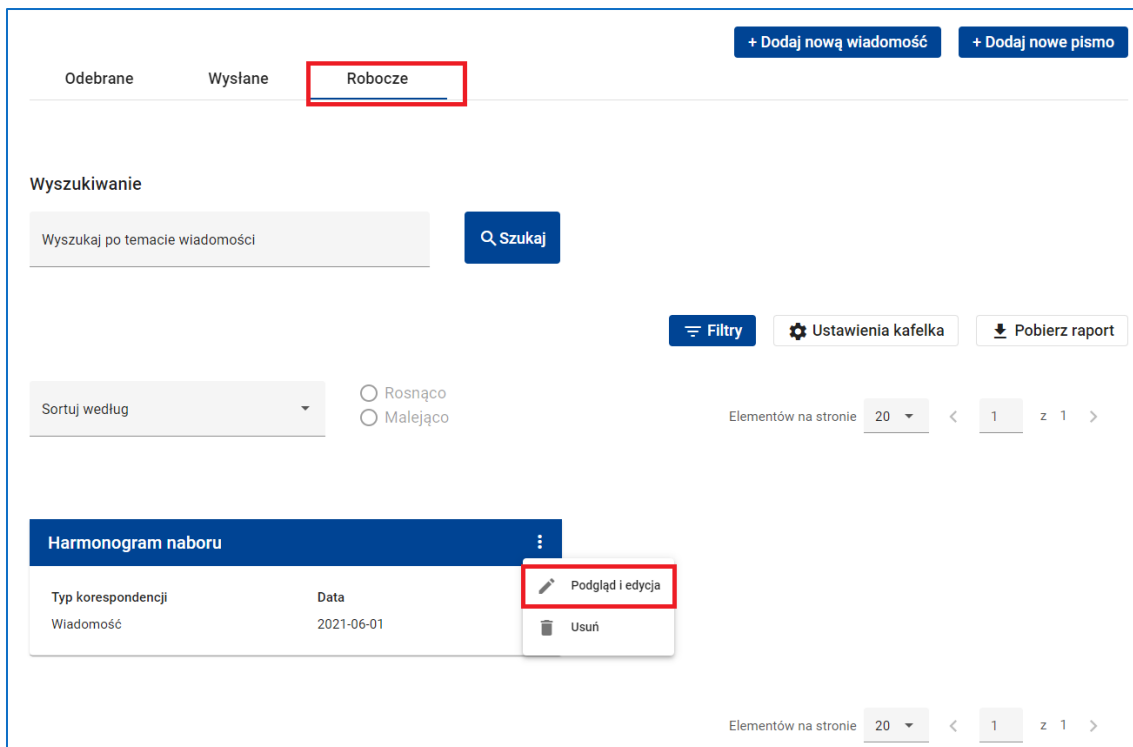 + Dodaj nową wiadomość + Dodaj nowe pismo
Odebrane Wysłane Robocze
Wyszukiwanie
Wyszukaj po temacie wiadomości Szukaj
Filtry Ustawienia kafelka Pobierz raport
Sortuj według Rosnąco
Malejąco
Elementów na stronie 20 < 1 z 1 >
Harmonogram naboru
Podgląd i edycja
Typ korespondencji Data
Wiadomość 2021-06-01 Usuń
Elementów na stronie 20 < 1 z 1 >